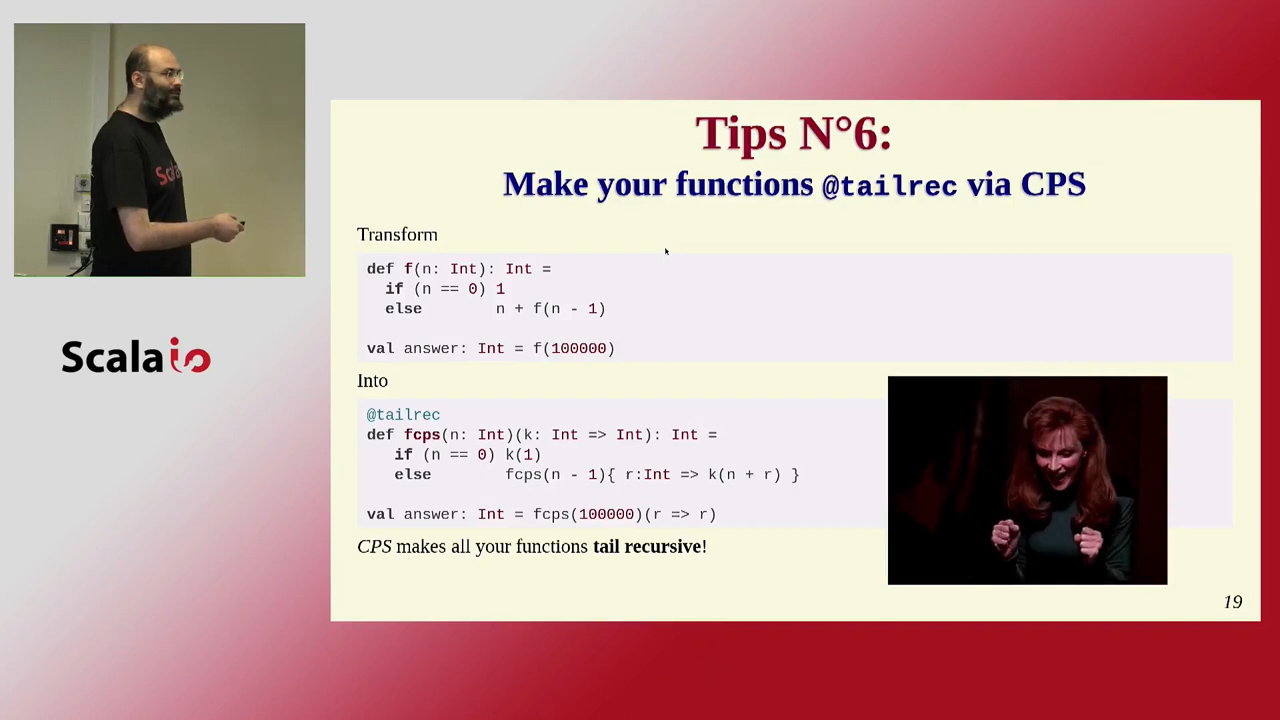 Tips N°6:
Make your functions @tailrec via CPS
Transform
def f(n: Int): Int =
  if (n == 0) 1
  else        n + f(n - 1)
val answer: Int = f(100000)
Into
@tailrec
def fcps(n: Int)(k: Int => Int): Int =
   if (n == 0) k(1)
   else        fcps(n - 1){ r:Int => k(n + r) }
val answer: Int = fcps(100000)(r => r)
CPS makes all your functions tail recursive!
19
Scala io